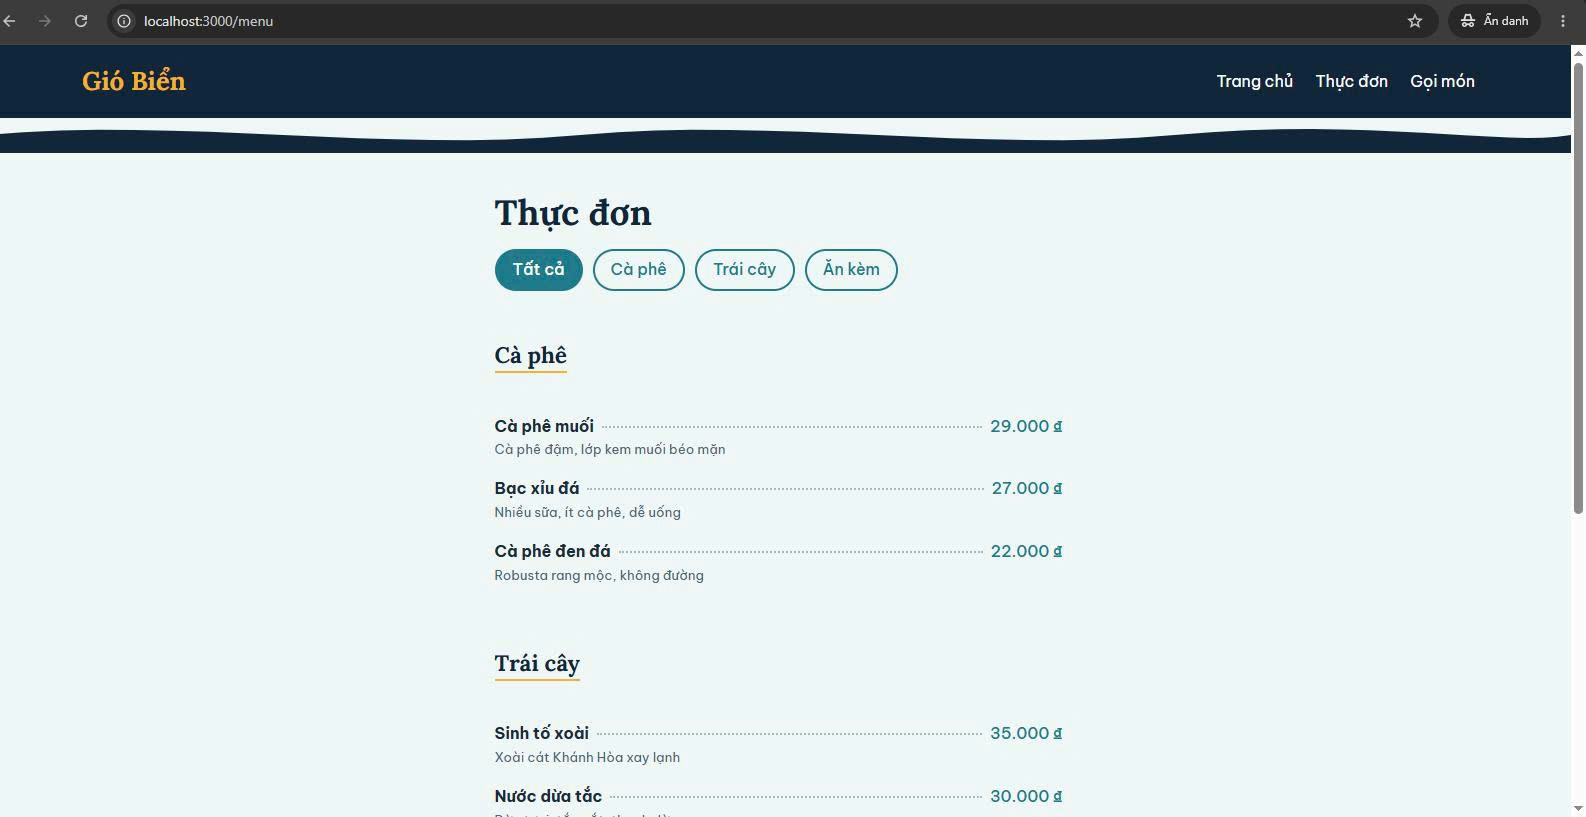 localhost:3000/menu
Ẩn danh
Gió Biển
Trang chủ Thực đơn Gọi món
Thực đơn
Tất cả Cà phê Trái cây Ăn kèm
Cà phê
Cà phê muối 29.000 ₫
Cà phê đậm, lớp kem muối béo mặn
Bạc xỉu đá 27.000 ₫
Nhiều sữa, ít cà phê, dễ uống
Cà phê đen đá 22.000 ₫
Robusta rang mộc, không đường
Trái cây
Sinh tố xoài 35.000 ₫
Xoài cát Khánh Hòa xay lạnh
Nước dừa tắc 30.000 ₫